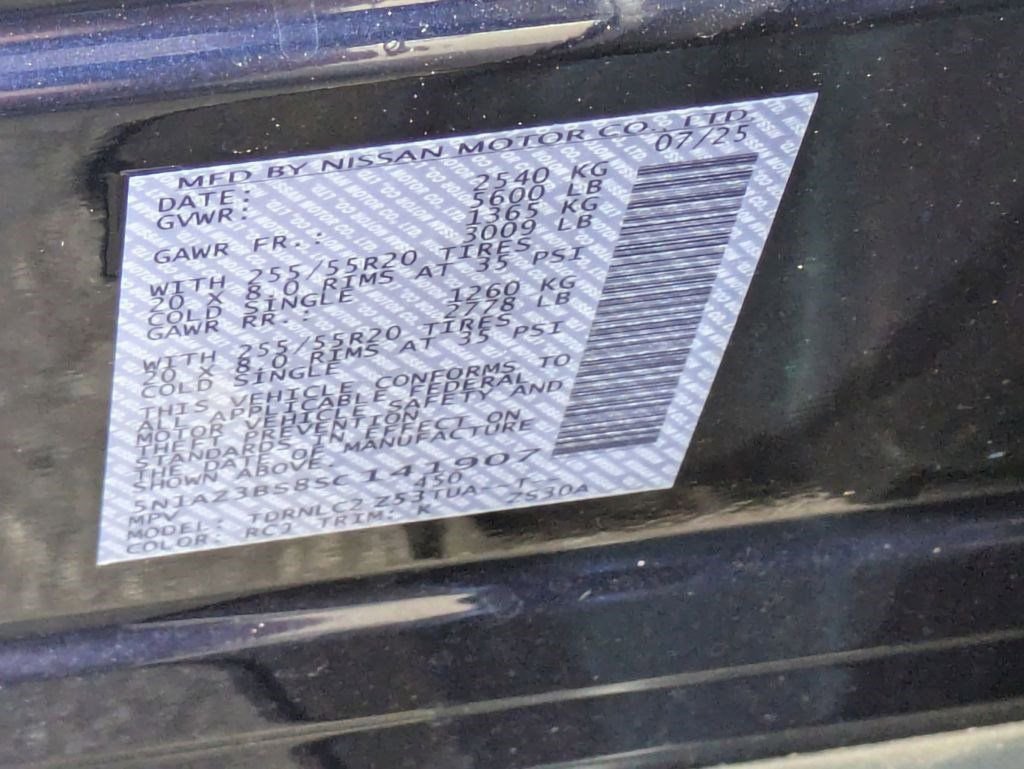 MFD BY NISSAN MOTOR CO., LTD.
DATE: 07/25
GVWR: 2540 KG
5600 LB
GAWR FR.: 1365 KG
3009 LB
WITH 255/55R20 TIRES
20 X 8.0 RIMS AT 35 PSI
COLD SINGLE
GAWR RR.: 1260 KG
2778 LB
WITH 255/55R20 TIRES
20 X 8.0 RIMS AT 35 PSI
COLD SINGLE
THIS VEHICLE CONFORMS TO
ALL APPLICABLE FEDERAL
MOTOR VEHICLE SAFETY AND
THEFT PREVENTION
STANDARDS IN EFFECT ON
THE DATE OF MANUFACTURE
SHOWN ABOVE.
5N1AZ3BS8SC141907
MPV 450
MODEL: TDRNLC2 Z53TUA--T-
COLOR: RCJ TRIM: K Z530A